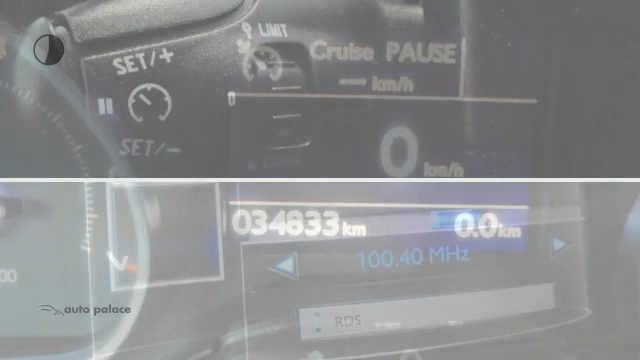 LIMIT
SET/+
Cruise PAUSE
--- km/h
SET/-
0 km/h
034833 km 0.0 km
100.40 MHz
00
auto palace
RDS